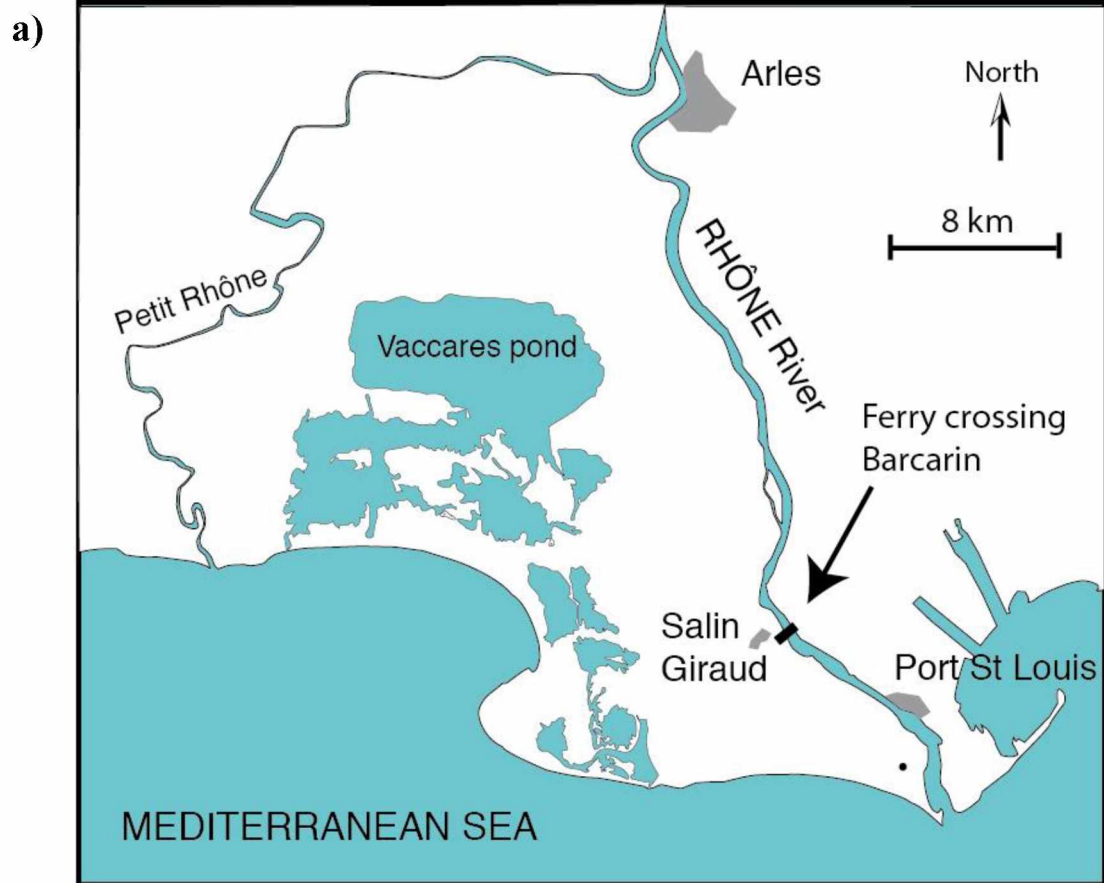 a)
Arles
North
8 km
RHÔNE River
Petit Rhône
Vaccares pond
Ferry crossing
Barcarin
Salin
Giraud
Port St Louis
MEDITERRANEAN SEA